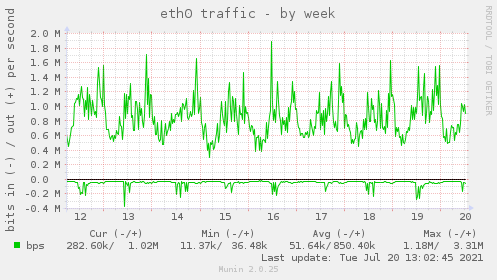 eth0 traffic - by week
RRDTOOL / TOBI OETIKER
bits in (-) / out (+) per second
2.0 M
1.8 M
1.6 M
1.4 M
1.2 M
1.0 M
0.8 M
0.6 M
0.4 M
0.2 M
0.0
-0.2 M
-0.4 M
12 13 14 15 16 17 18 19 20
Cur (-/+) Min (-/+) Avg (-/+) Max (-/+)
bps 282.60k/ 1.02M 11.37k/ 36.48k 51.64k/850.40k 1.18M/ 3.31M
Last update: Tue Jul 20 13:02:45 2021
Munin 2.0.25